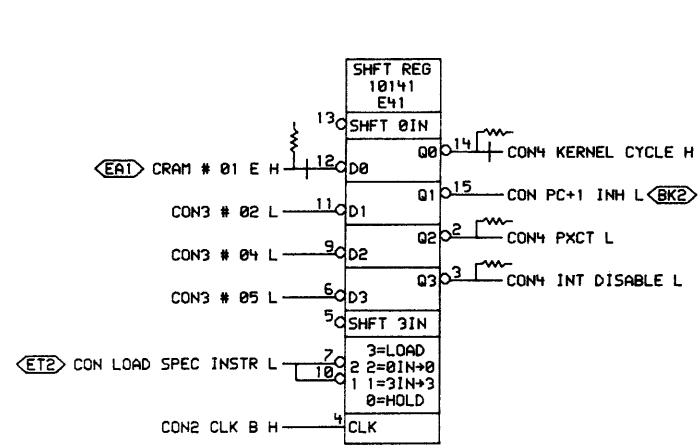 SHFT REG
10141
E41
13 SHFT 0IN
Q0 14 CON4 KERNEL CYCLE H
EA1 CRAM # 01 E H 12 D0
Q1 15 CON PC+1 INH L BK2
CON3 # 02 L 11 D1
Q2 2 CON4 PXCT L
CON3 # 04 L 9 D2
Q3 3 CON4 INT DISABLE L
CON3 # 05 L 6 D3
5 SHFT 3IN
3=LOAD
ET2 CON LOAD SPEC INSTR L 7 2 2=0IN→0
10 1 1=3IN→3
0=HOLD
CON2 CLK B H 4 CLK